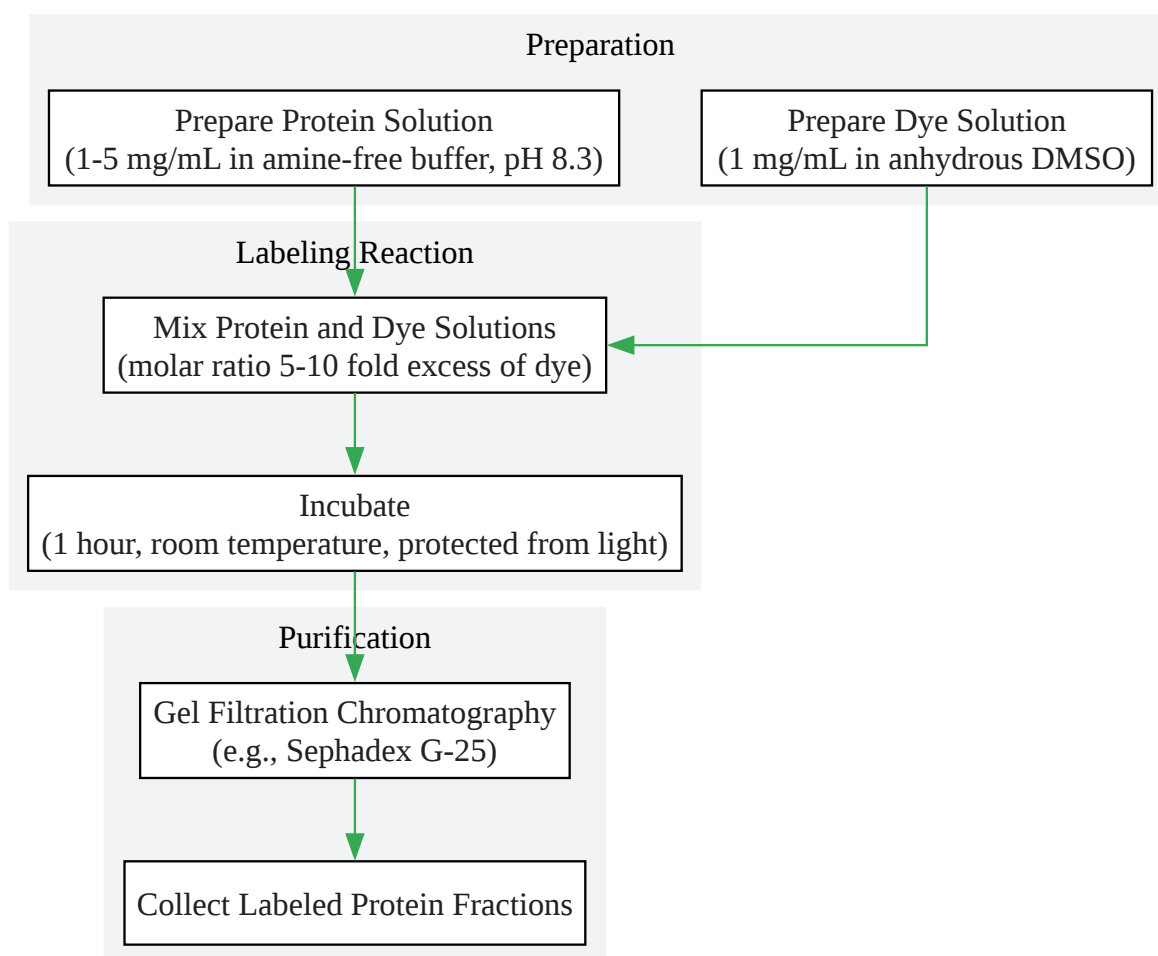 Preparation
Prepare Protein Solution
(1-5 mg/mL in amine-free buffer, pH 8.3)
Prepare Dye Solution
(1 mg/mL in anhydrous DMSO)
Labeling Reaction
Mix Protein and Dye Solutions
(molar ratio 5-10 fold excess of dye)
Incubate
(1 hour, room temperature, protected from light)
Purification
Gel Filtration Chromatography
(e.g., Sephadex G-25)
Collect Labeled Protein Fractions